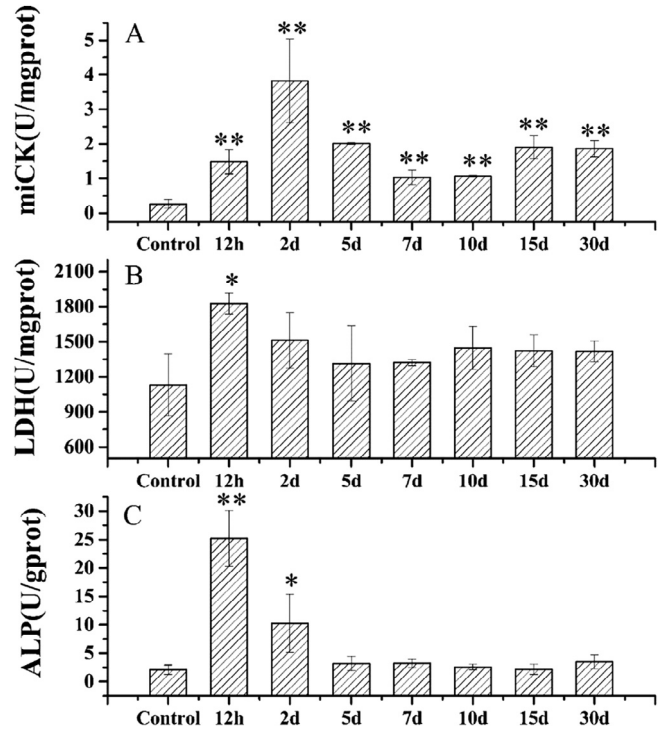 A
miCK(U/mgprot)
5
4
3
2
1
0
** ** ** ** ** ** **
Control 12h 2d 5d 7d 10d 15d 30d
B
LDH(U/mgprot)
2100
1800
1500
1200
900
600
*
Control 12h 2d 5d 7d 10d 15d 30d
C
ALP(U/gprot)
30
25
20
15
10
5
0
** *
Control 12h 2d 5d 7d 10d 15d 30d